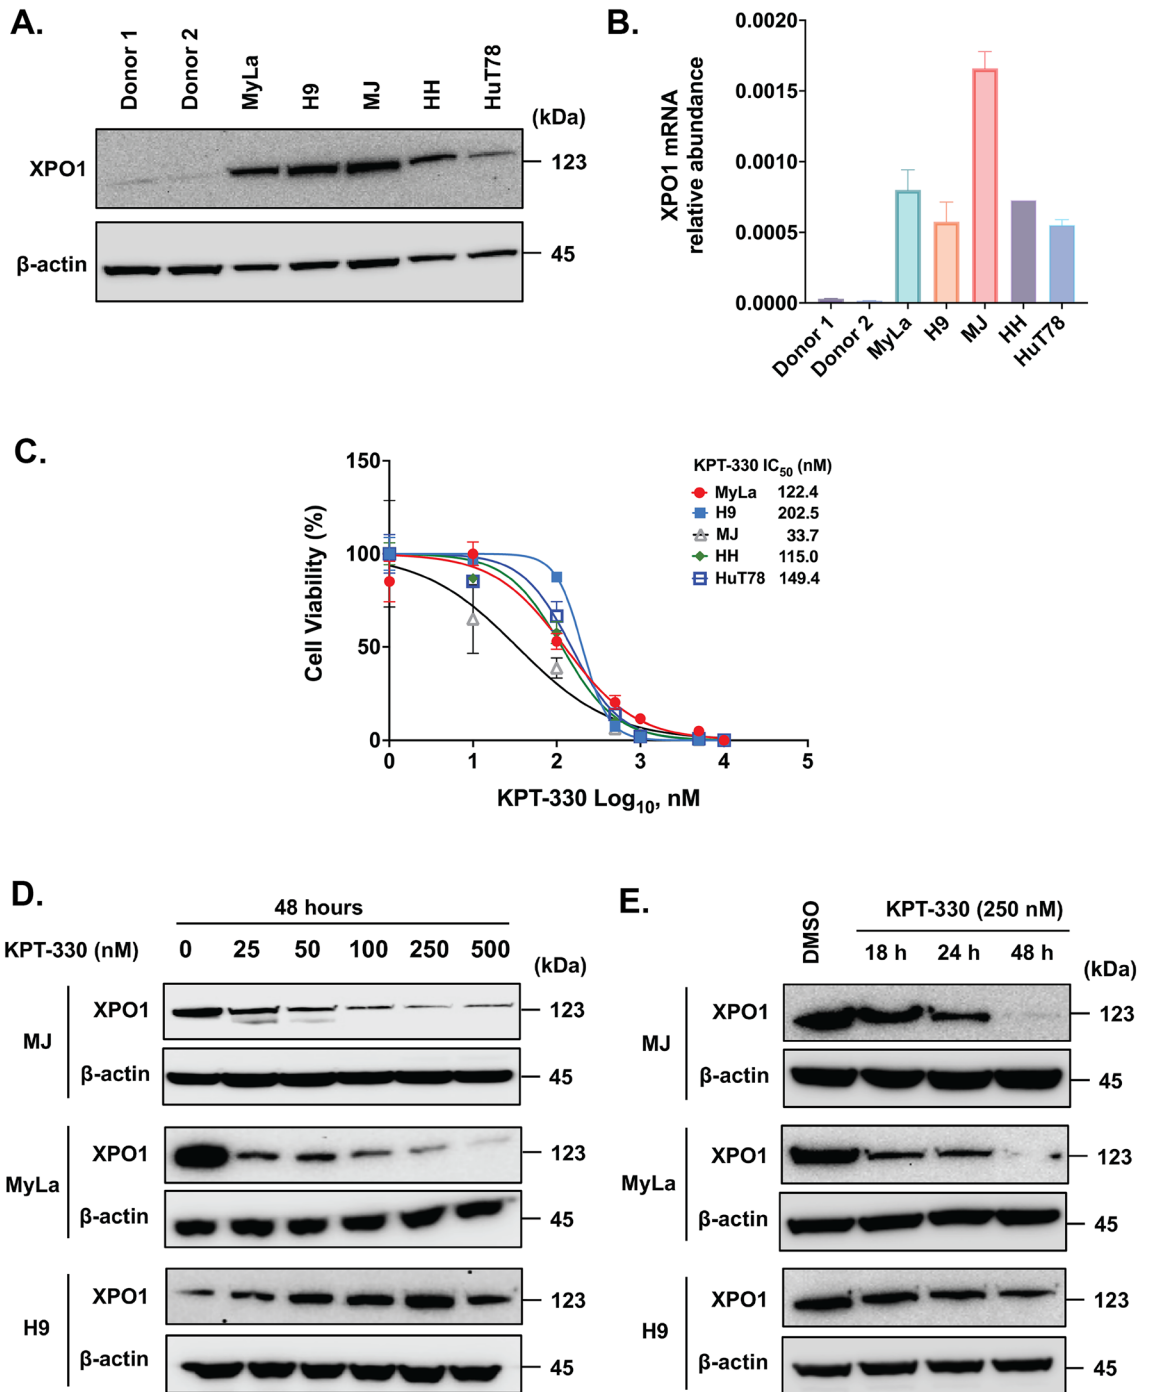 A.
Donor 1
Donor 2
MyLa
H9
MJ
HH
HuT78
(kDa)
XPO1
123
β-actin
45
B.
XPO1 mRNA
relative abundance
0.0020
0.0015
0.0010
0.0005
0.0000
Donor 1
Donor 2
MyLa
H9
MJ
HH
HuT78
C.
Cell Viability (%)
150
100
50
0
0 1 2 3 4 5
KPT-330 Log10, nM
KPT-330 IC50 (nM)
MyLa 122.4
H9 202.5
MJ 33.7
HH 115.0
HuT78 149.4
D.
48 hours
KPT-330 (nM) 0 25 50 100 250 500
(kDa)
MJ
XPO1 123
β-actin 45
MyLa
XPO1 123
β-actin 45
H9
XPO1 123
β-actin 45
E.
DMSO
KPT-330 (250 nM)
18 h 24 h 48 h
(kDa)
MJ
XPO1 123
β-actin 45
MyLa
XPO1 123
β-actin 45
H9
XPO1 123
β-actin 45